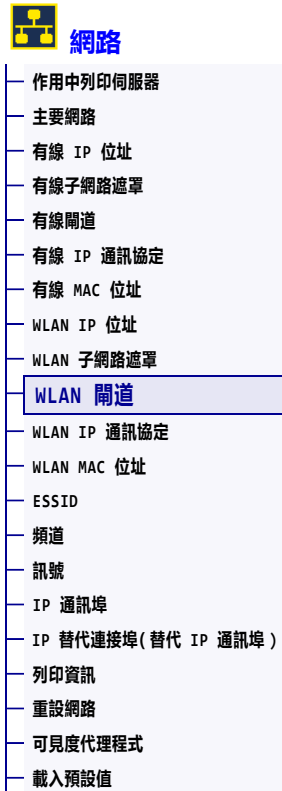 網路
作用中列印伺服器
主要網路
有線 IP 位址
有線子網路遮罩
有線閘道
有線 IP 通訊協定
有線 MAC 位址
WLAN IP 位址
WLAN 子網路遮罩
WLAN 閘道
WLAN IP 通訊協定
WLAN MAC 位址
ESSID
頻道
訊號
IP 通訊埠
IP 替代連接埠(替代 IP 通訊埠)
列印資訊
重設網路
可見度代理程式
載入預設值